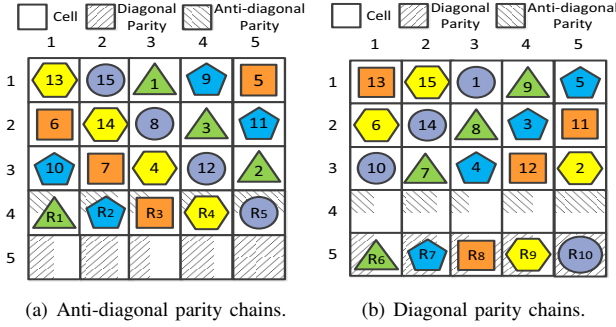 Cell Diagonal Parity Anti-diagonal Parity
1 2 3 4 5
1 13 15 1 9 5
2 6 14 8 3 11
3 10 7 4 12 2
4 R1 R2 R3 R4 R5
5
(a) Anti-diagonal parity chains.
Cell Diagonal Parity Anti-diagonal Parity
1 2 3 4 5
1 13 15 1 9 5
2 6 14 8 3 11
3 10 7 4 12 2
4
5 R6 R7 R8 R9 R10
(b) Diagonal parity chains.